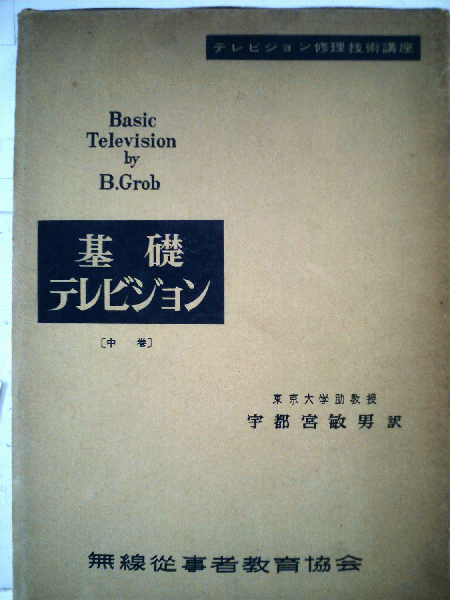 テレビジョン修理技術講座
Basic
Television
by
B.Grob
基礎
テレビジョン
〔中巻〕
東京大学助教授
宇都宮敏男訳
無線従事者教育協会